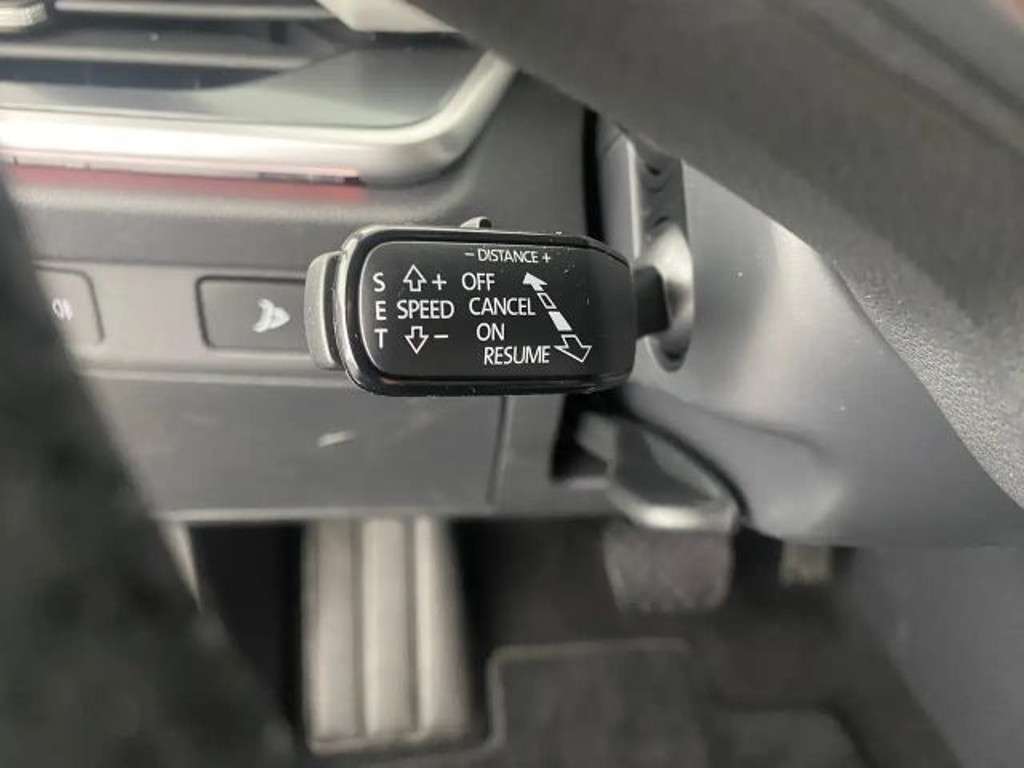 − DISTANCE +
S E T
+ OFF
SPEED CANCEL
− ON
RESUME